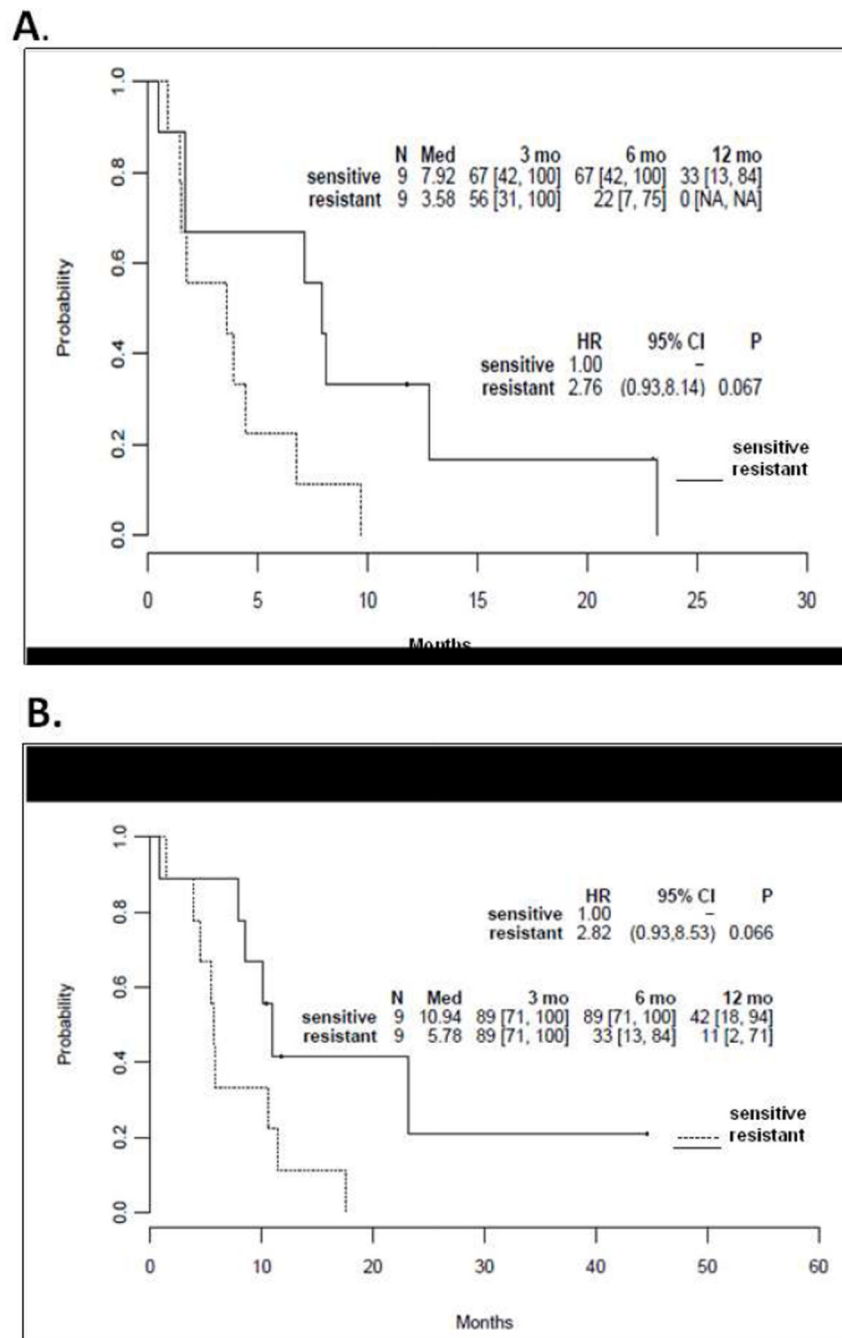 A.
1.0
0.8
0.6
0.4
0.2
0.0
Probability
N Med 3 mo 6 mo 12 mo
sensitive 9 7.92 67 [42, 100] 67 [42, 100] 33 [13, 84]
resistant 9 3.58 56 [31, 100] 22 [7, 75] 0 [NA, NA]
HR 95% CI P
sensitive 1.00 –
resistant 2.76 (0.93,8.14) 0.067
sensitive
resistant
0 5 10 15 20 25 30
Months
B.
1.0
0.8
0.6
0.4
0.2
0.0
Probability
HR 95% CI P
sensitive 1.00 –
resistant 2.82 (0.93,8.53) 0.066
N Med 3 mo 6 mo 12 mo
sensitive 9 10.94 89 [71, 100] 89 [71, 100] 42 [18, 94]
resistant 9 5.78 89 [71, 100] 33 [13, 84] 11 [2, 71]
sensitive
resistant
0 10 20 30 40 50 60
Months